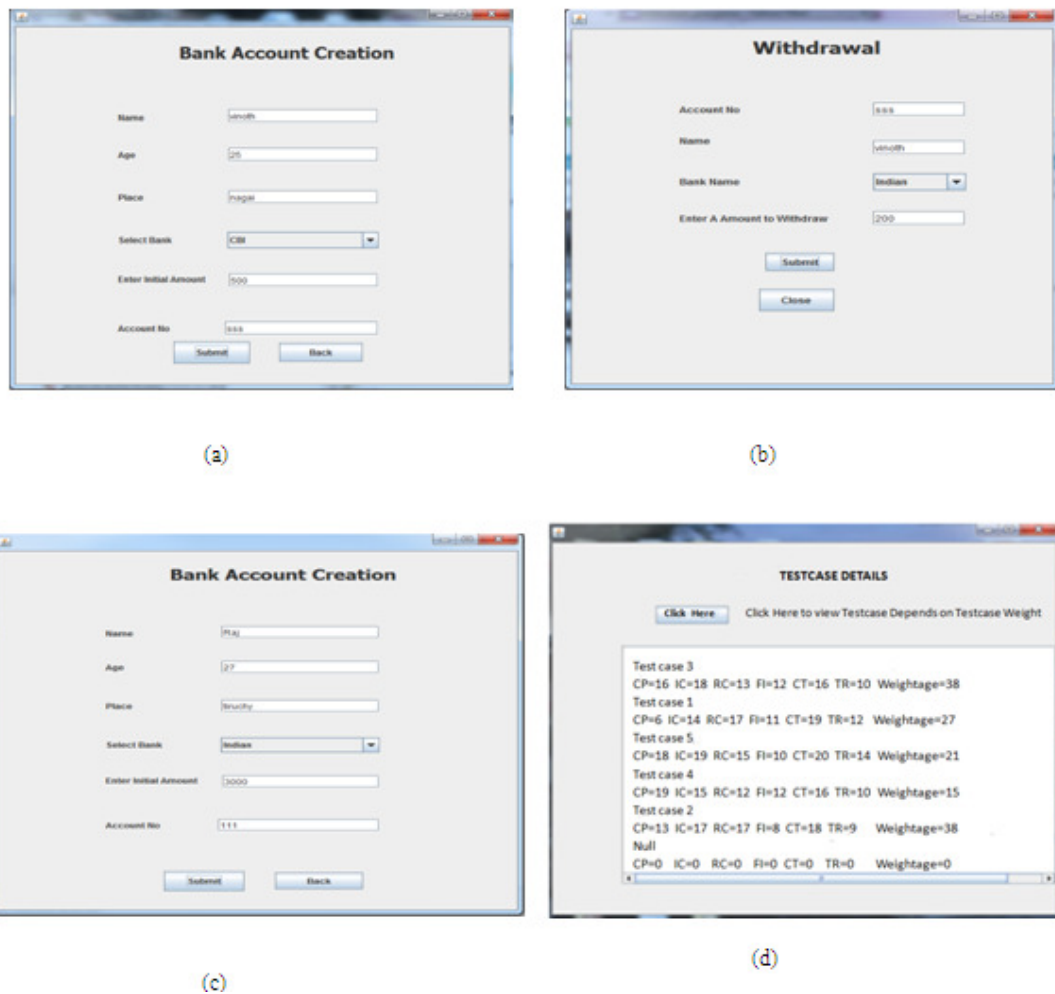 Bank Account Creation
Name vinoth
Age 25
Place nagai
Select Bank CBI
Enter Initial Amount 500
Account No sss
Submit Back
(a)
Withdrawal
Account No sss
Name vinoth
Bank Name Indian
Enter A Amount to Withdraw 200
Submit
Close
(b)
Bank Account Creation
Name Raj
Age 27
Place tiruchy
Select Bank Indian
Enter Initial Amount 3000
Account No 111
Submit Back
(c)
TESTCASE DETAILS
Click Here Click Here to view Testcase Depends on Testcase Weight
Test case 3
CP=16 IC=18 RC=13 FI=12 CT=16 TR=10 Weightage=38
Test case 1
CP=6 IC=14 RC=17 FI=11 CT=19 TR=12 Weightage=27
Test case 5
CP=18 IC=19 RC=15 FI=10 CT=20 TR=14 Weightage=21
Test case 4
CP=19 IC=15 RC=12 FI=12 CT=16 TR=10 Weightage=15
Test case 2
CP=13 IC=17 RC=17 FI=8 CT=18 TR=9 Weightage=38
Null
CP=0 IC=0 RC=0 FI=0 CT=0 TR=0 Weightage=0
(d)